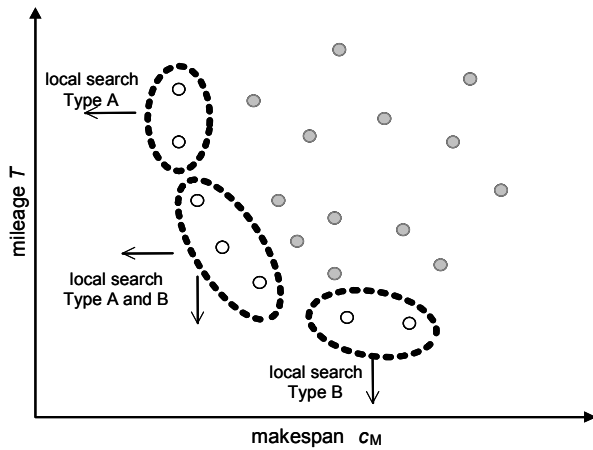 local search
Type A
mileage T
local search
Type A and B
local search
Type B
makespan cM